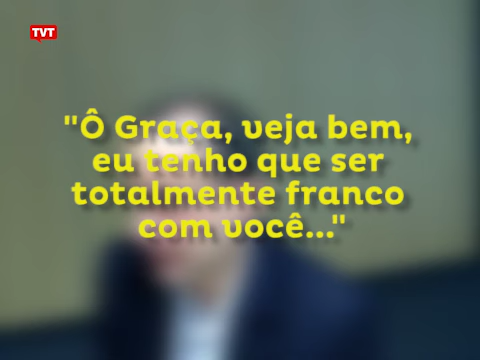 TVT
"Ô Graça, veja bem,
eu tenho que ser
totalmente franco
com você..."